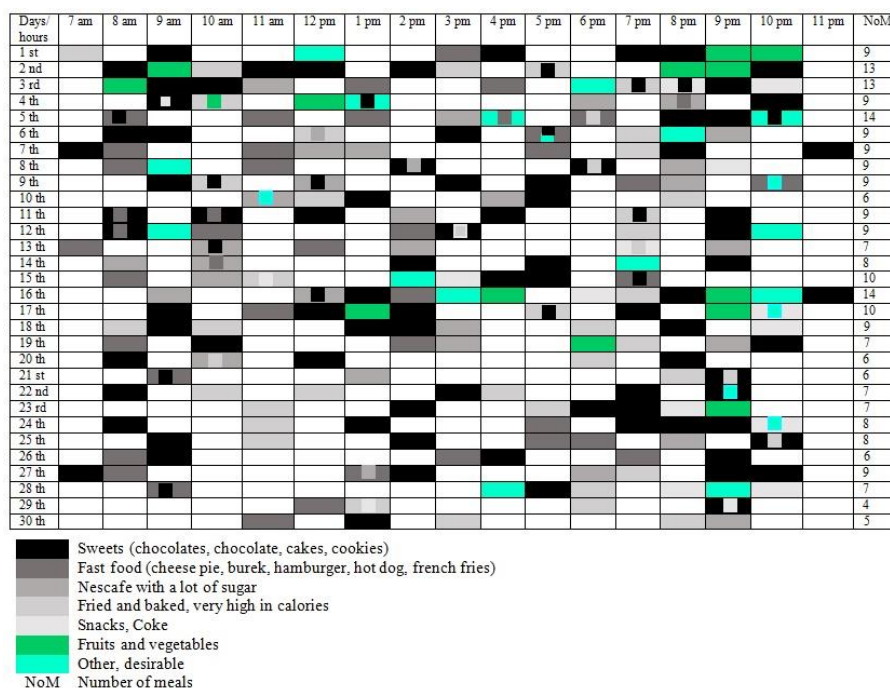 Days/ hours 7 am 8 am 9 am 10 am 11 am 12 pm 1 pm 2 pm 3 pm 4 pm 5 pm 6 pm 7 pm 8 pm 9 pm 10 pm 11 pm NoM
1 st 9
2 nd 13
3 rd 13
4 th 9
5 th 14
6 th 9
7 th 9
8 th 9
9 th 9
10 th 6
11 th 9
12 th 9
13 th 7
14 th 8
15 th 10
16 th 14
17 th 10
18 th 9
19 th 7
20 th 6
21 st 6
22 nd 7
23 rd 7
24 th 8
25 th 8
26 th 6
27 th 9
28 th 7
29 th 4
30 th 5
Sweets (chocolates, chocolate, cakes, cookies)
Fast food (cheese pie, burek, hamburger, hot dog, french fries)
Nescafe with a lot of sugar
Fried and baked, very high in calories
Snacks, Coke
Fruits and vegetables
Other, desirable
NoM Number of meals